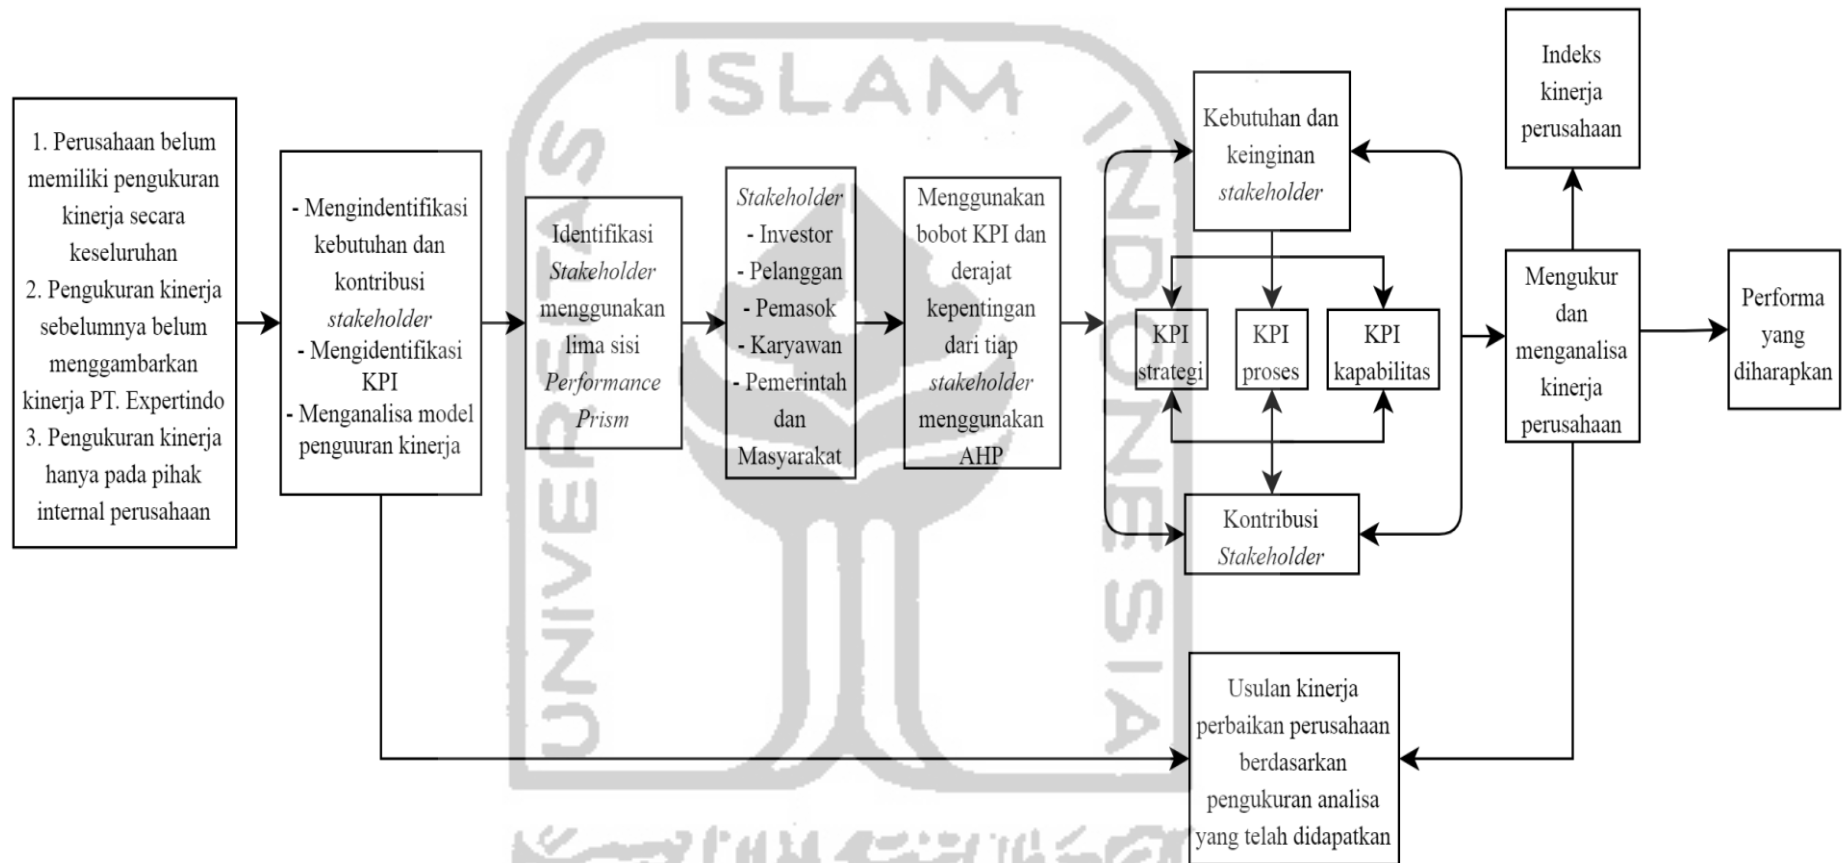 1. Perusahaan belum
memiliki pengukuran
kinerja secara
keseluruhan
2. Pengukuran kinerja
sebelumnya belum
menggambarkan
kinerja PT. Expertindo
3. Pengukuran kinerja
hanya pada pihak
internal perusahaan
- Mengindentifikasi
kebutuhan dan
kontribusi
stakeholder
- Mengidentifikasi
KPI
- Menganalisa model
penguuran kinerja
Identifikasi
Stakeholder
menggunakan
lima sisi
Performance
Prism
Stakeholder
- Investor
- Pelanggan
- Pemasok
- Karyawan
- Pemerintah
dan
Masyarakat
Menggunakan
bobot KPI dan
derajat
kepentingan
dari tiap
stakeholder
menggunakan
AHP
Kebutuhan dan
keinginan
stakeholder
KPI
strategi
KPI
proses
KPI
kapabilitas
Kontribusi
Stakeholder
Mengukur
dan
menganalisa
kinerja
perusahaan
Indeks
kinerja
perusahaan
Performa
yang
diharapkan
Usulan kinerja
perbaikan perusahaan
berdasarkan
pengukuran analisa
yang telah didapatkan
UNIVERSITAS
ISLAM
INDONESIA